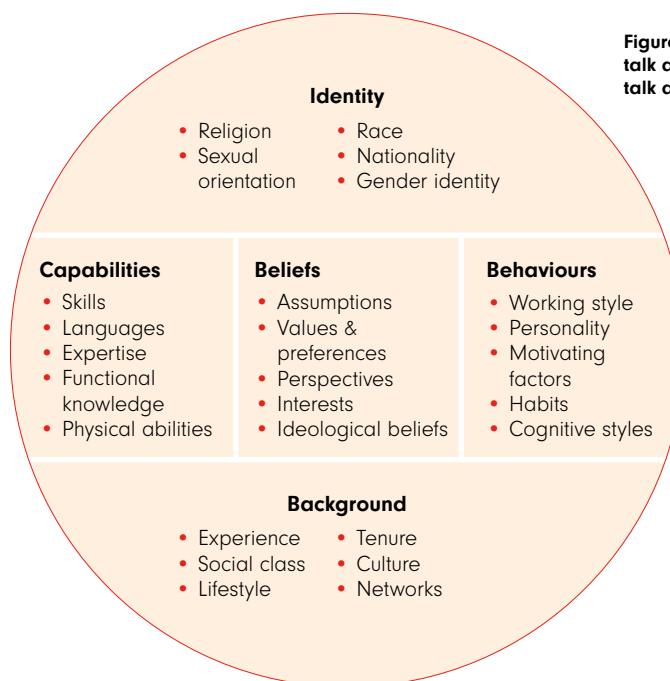 Figure
talk a
talk a
Identity
• Religion
• Sexual
orientation
• Race
• Nationality
• Gender identity
Capabilities
• Skills
• Languages
• Expertise
• Functional
knowledge
• Physical abilities
Beliefs
• Assumptions
• Values &
preferences
• Perspectives
• Interests
• Ideological beliefs
Behaviours
• Working style
• Personality
• Motivating
factors
• Habits
• Cognitive styles
Background
• Experience
• Social class
• Lifestyle
• Tenure
• Culture
• Networks